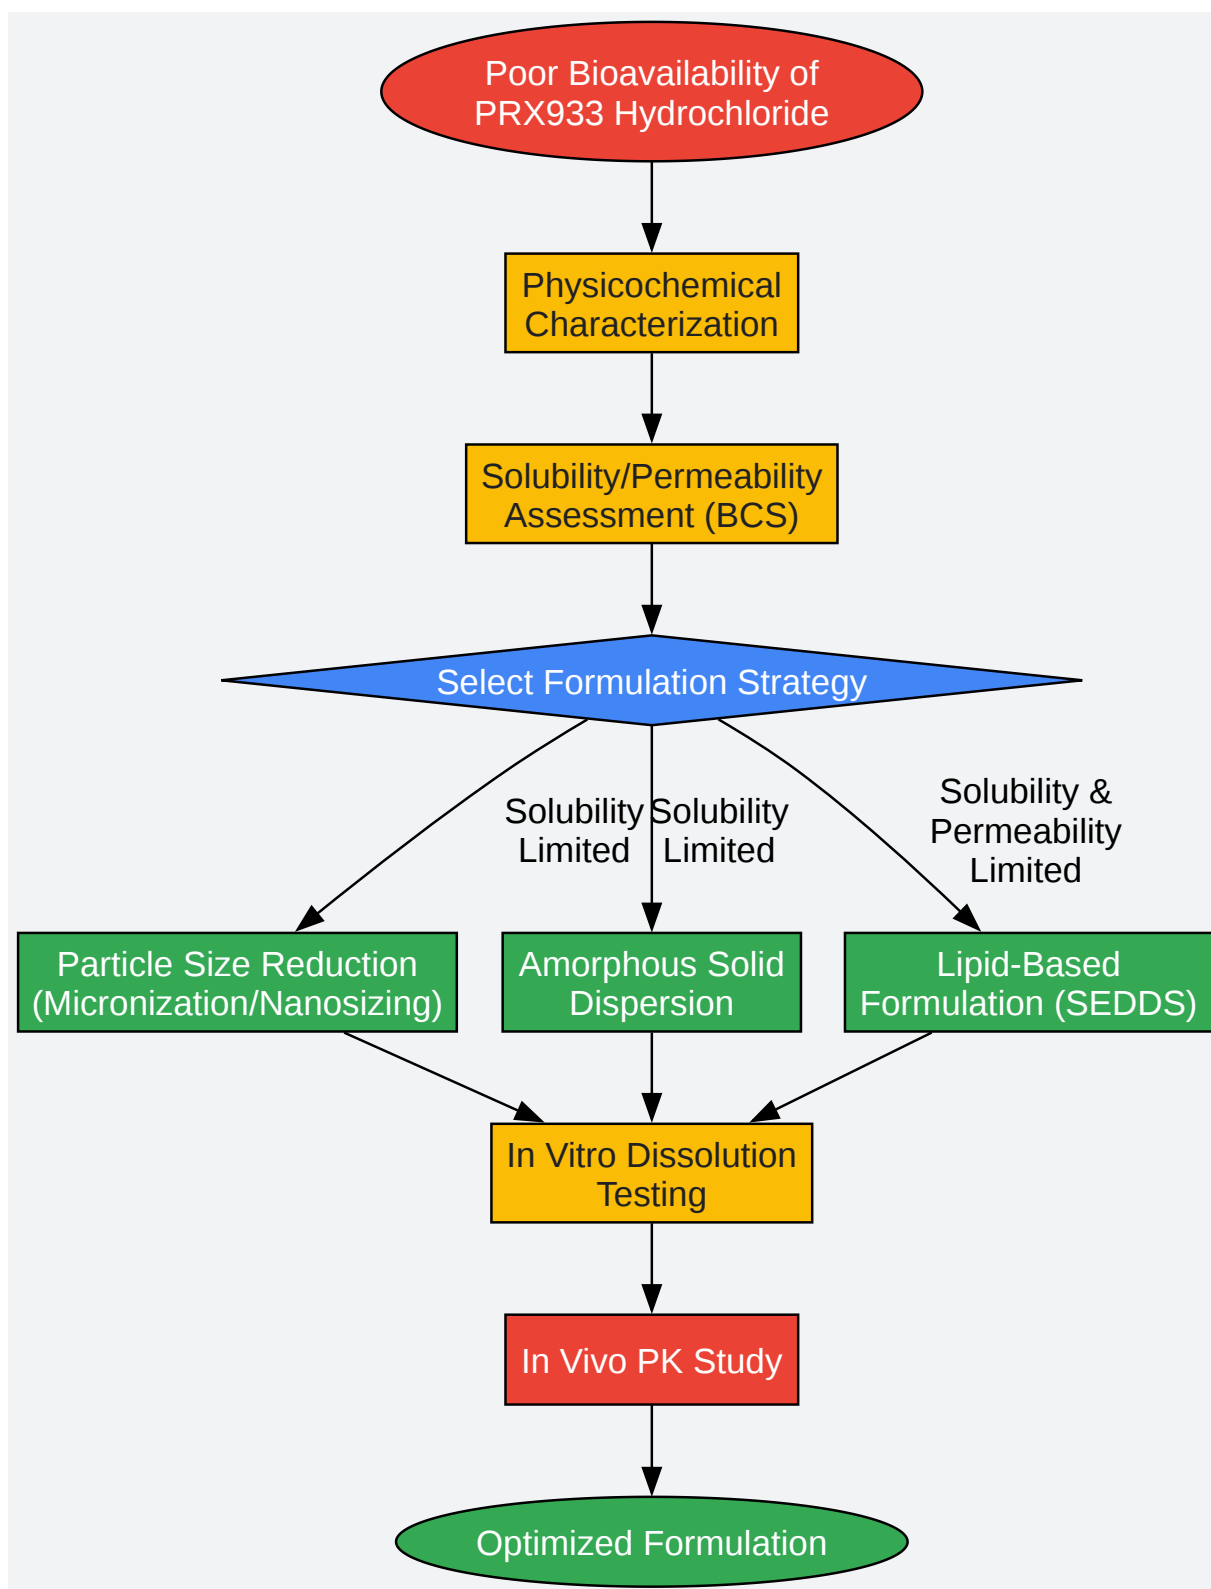 Poor Bioavailability of
PRX933 Hydrochloride
Physicochemical
Characterization
Solubility/Permeability
Assessment (BCS)
Select Formulation Strategy
Solubility
Limited
Solubility
Limited
Solubility &
Permeability
Limited
Particle Size Reduction
(Micronization/Nanosizing)
Amorphous Solid
Dispersion
Lipid-Based
Formulation (SEDDS)
In Vitro Dissolution
Testing
In Vivo PK Study
Optimized Formulation